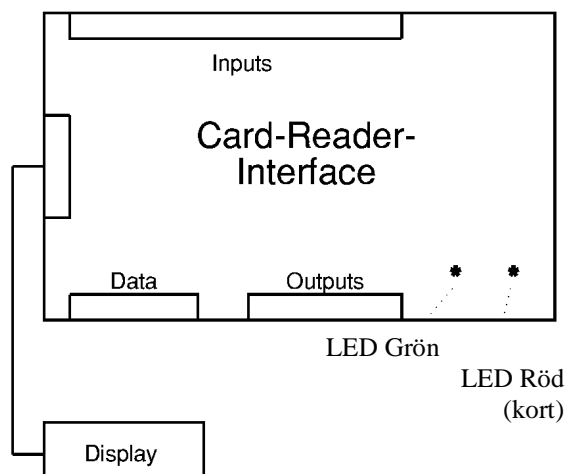 Inputs
Card-Reader-
Interface
Data
Outputs
LED Grön
LED Röd
(kort)
Display